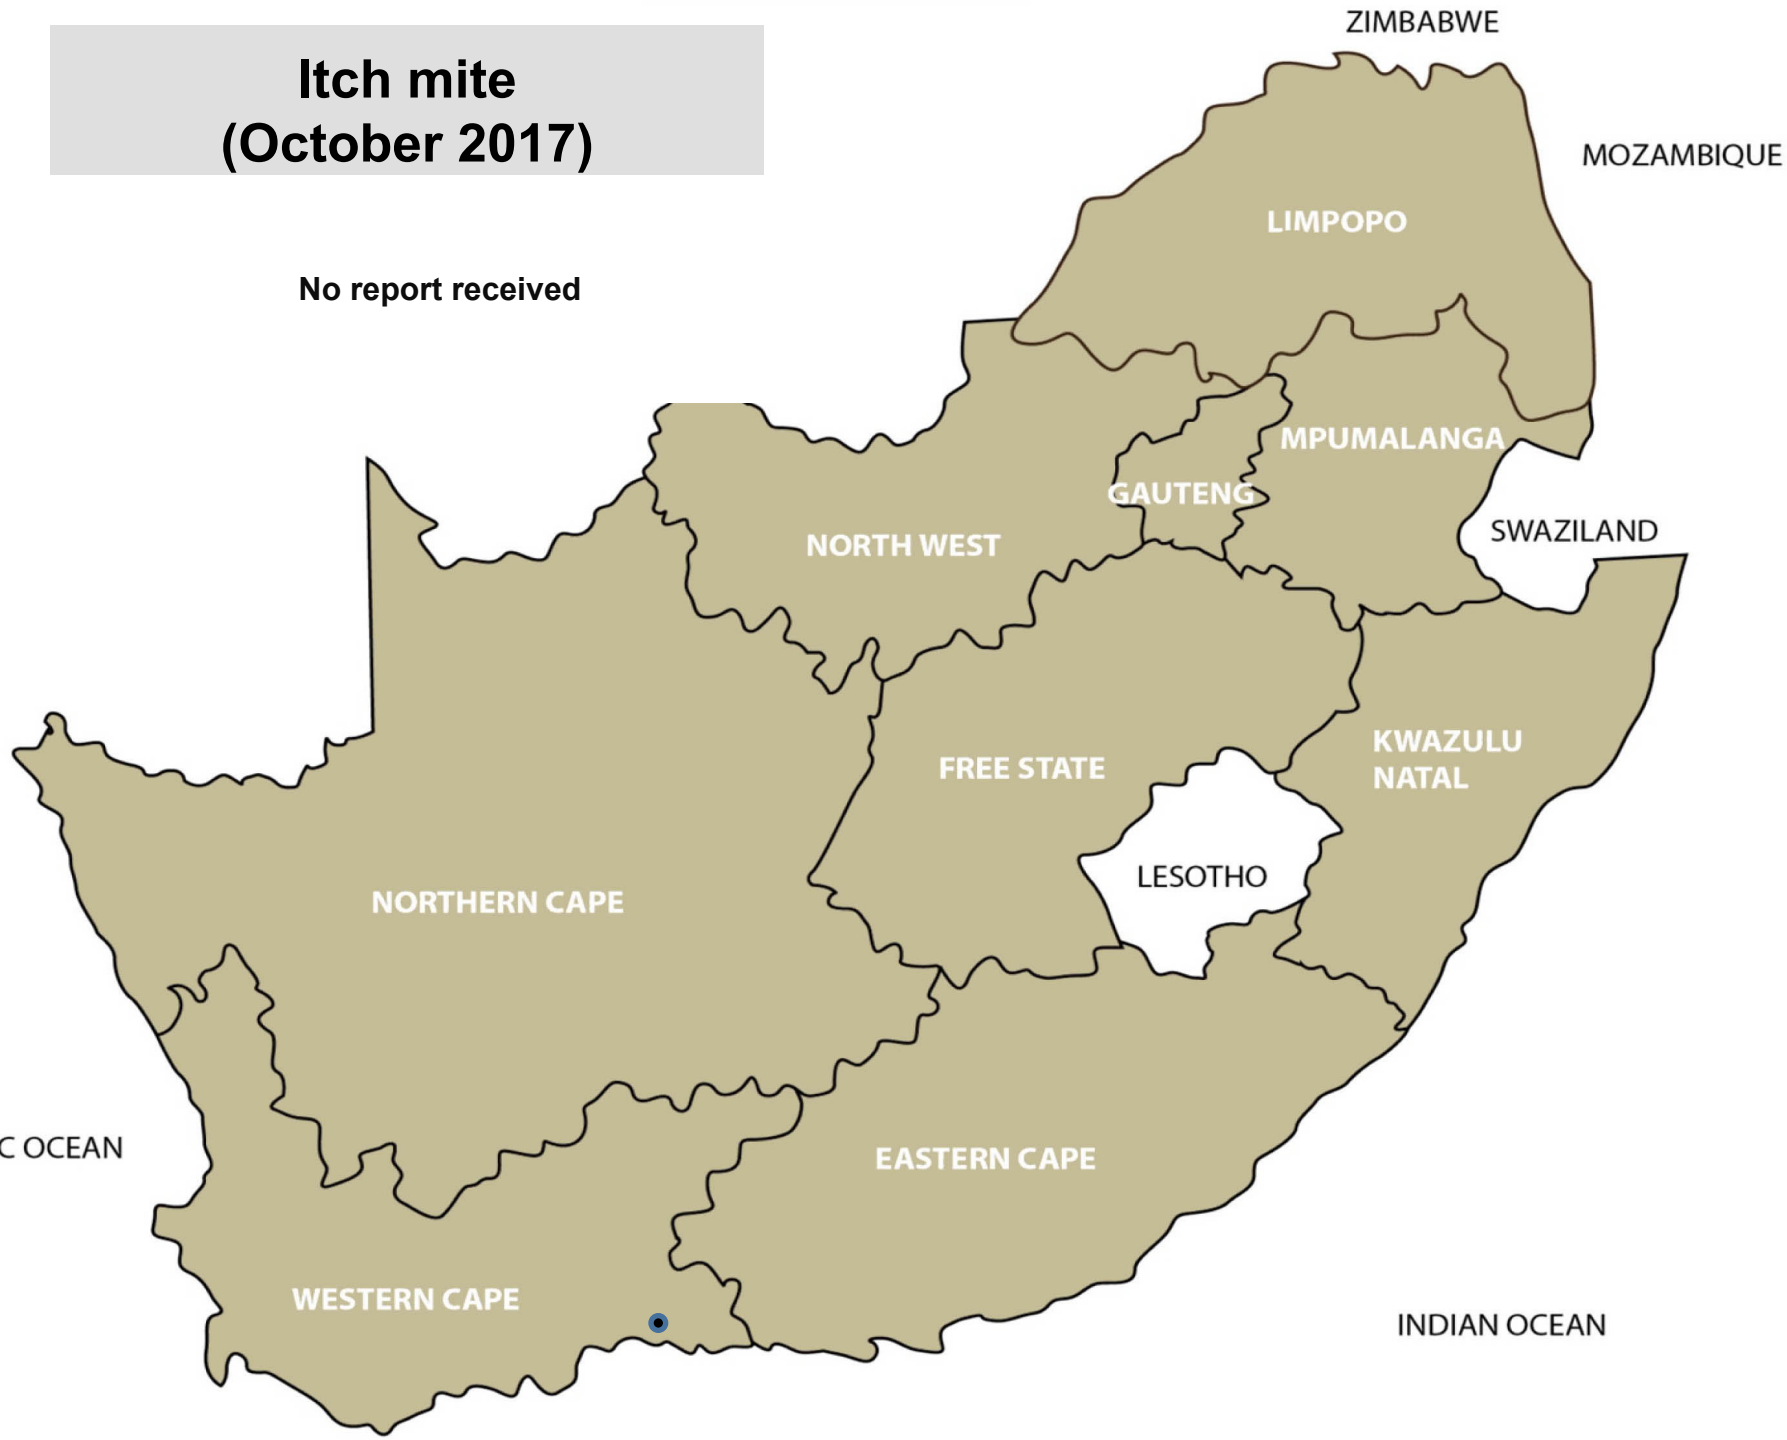 Itch mite
(October 2017)
ZIMBABWE
MOZAMBIQUE
LIMPOPO
No report received
MPUMALANGA
GAUTENG
SWAZILAND
NORTH WEST
KWAZULU
NATAL
FREE STATE
LESOTHO
NORTHERN CAPE
C OCEAN
EASTERN CAPE
WESTERN CAPE
INDIAN OCEAN